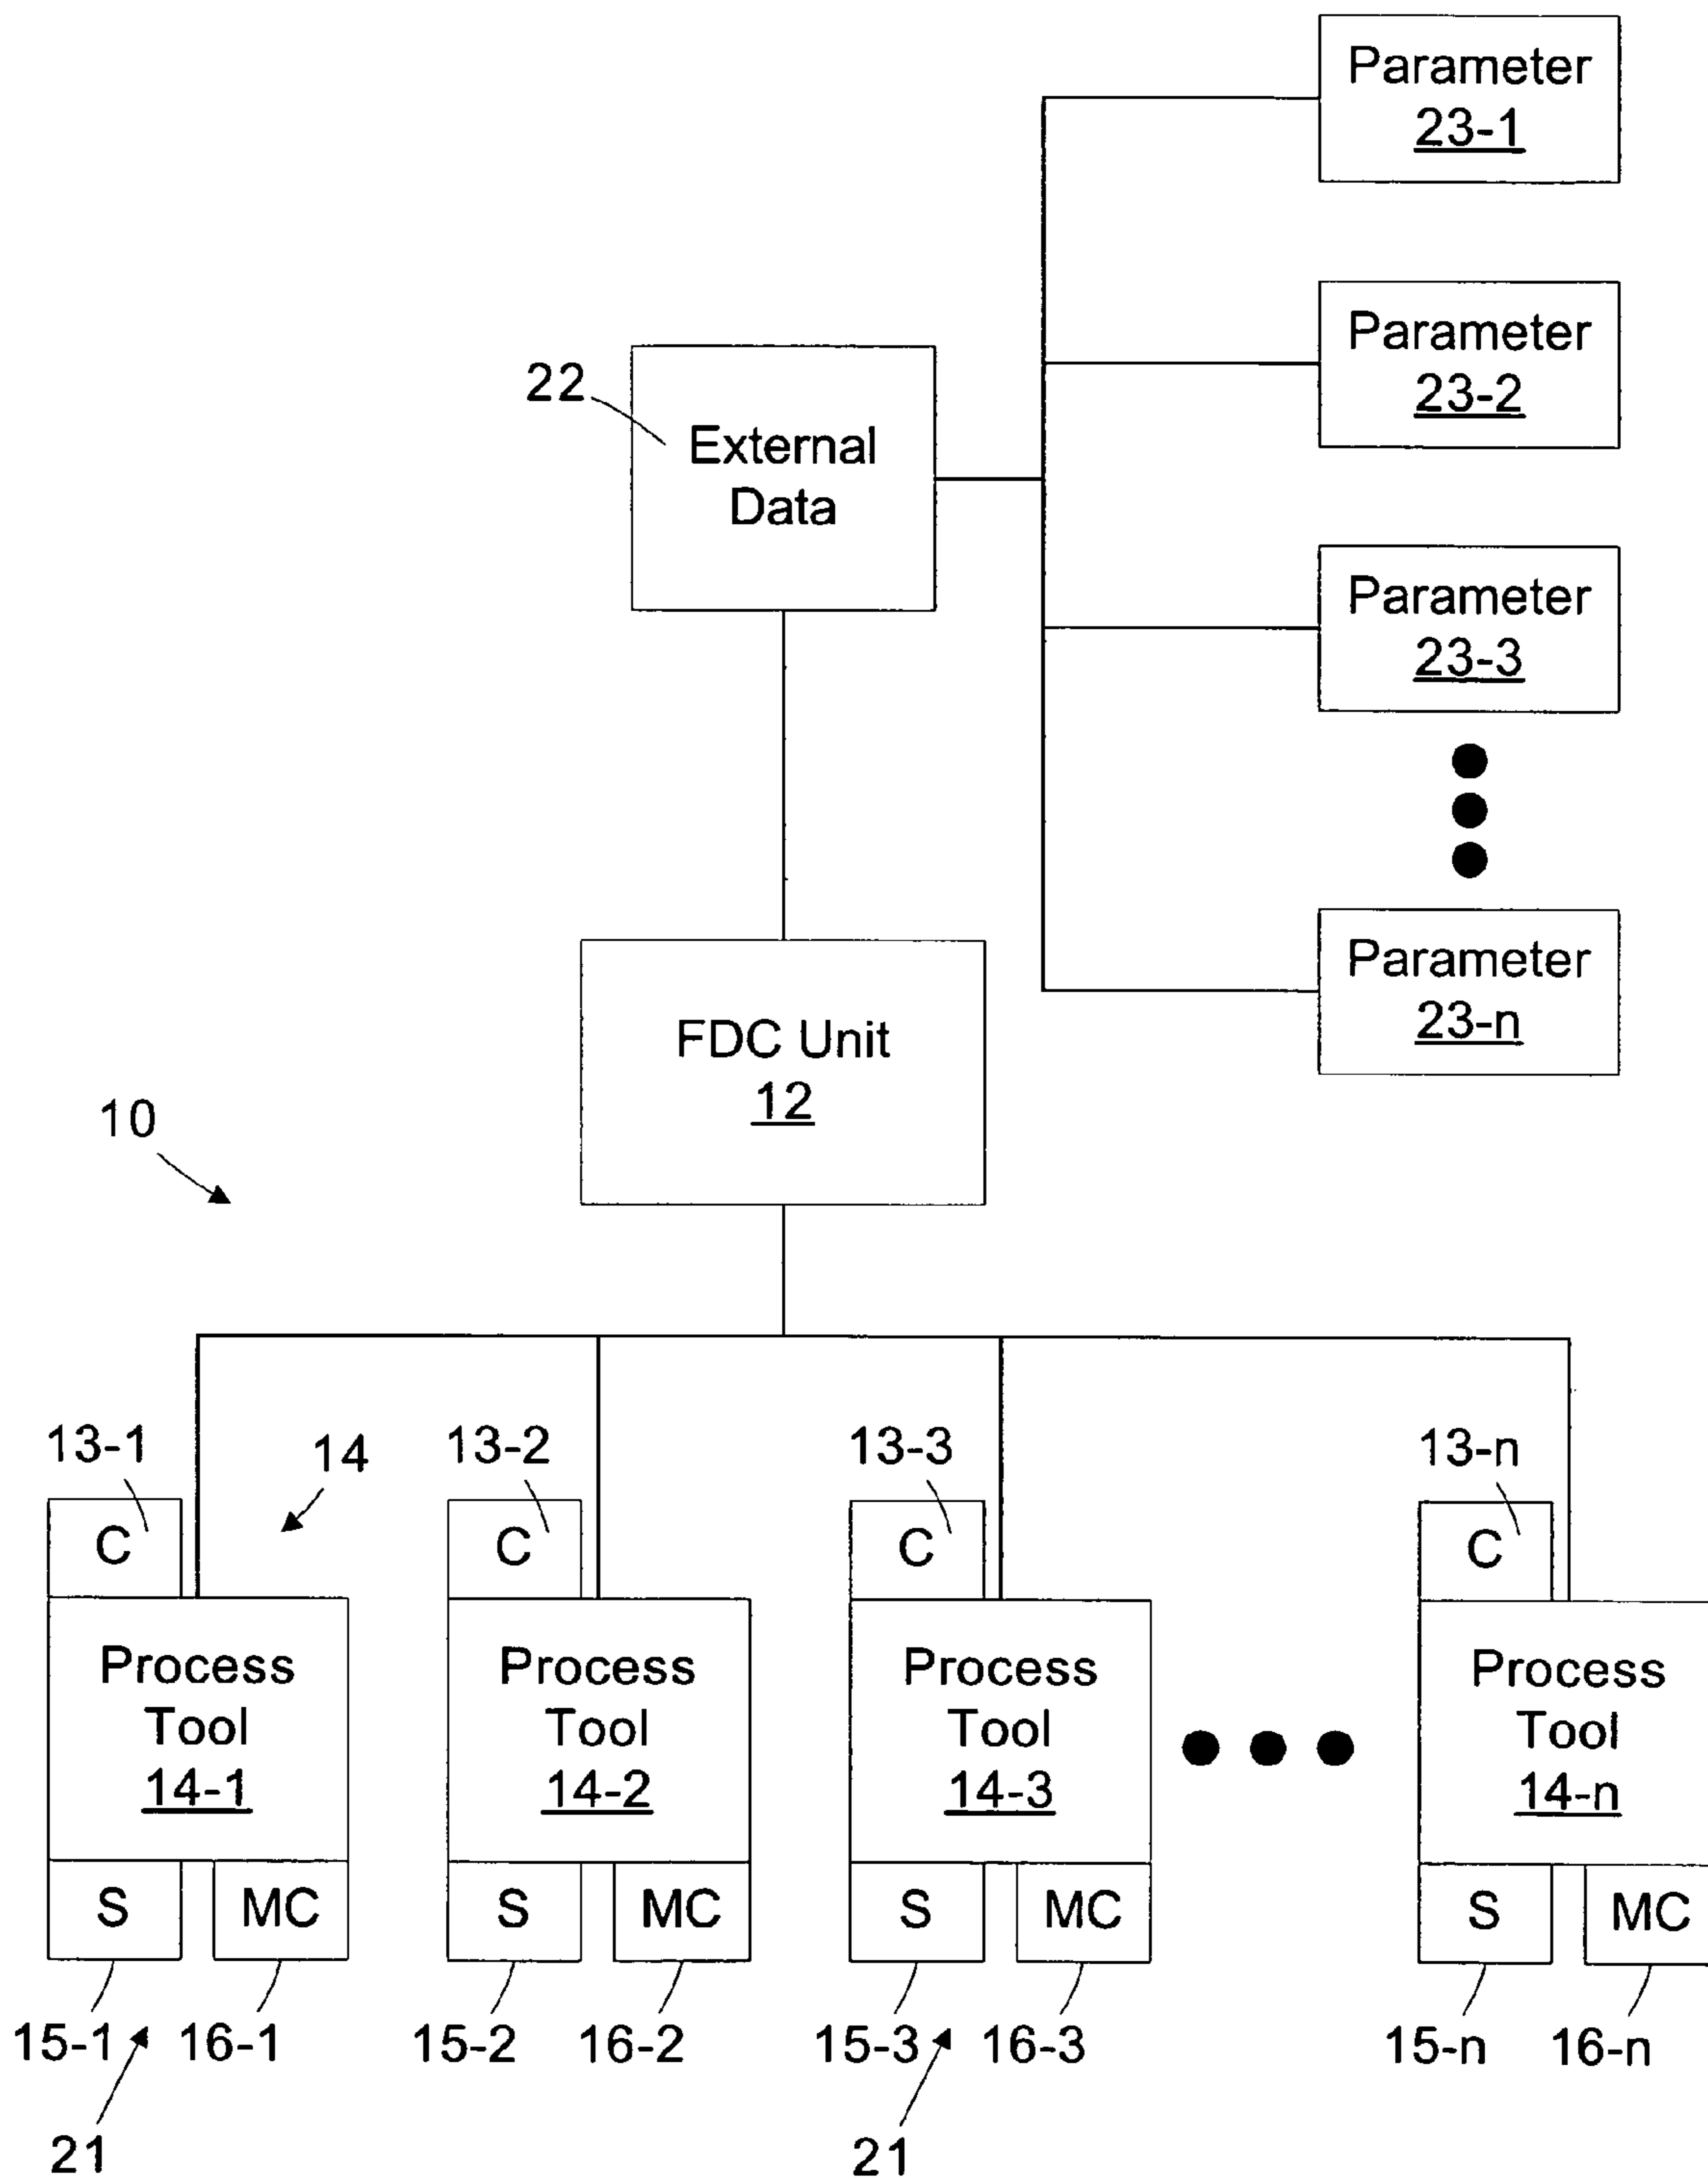 Parameter
23-1
Parameter
23-2
22
External
Data
Parameter
23-3
Parameter
23-n
FDC Unit
12
10
13-1
14
13-2
13-3
13-n
C
C
C
C
Process
Tool
14-1
Process
Tool
14-2
Process
Tool
14-3
Process
Tool
14-n
S
MC
S
MC
S
MC
S
MC
15-1
16-1
15-2
16-2
15-3
16-3
15-n
16-n
21
21